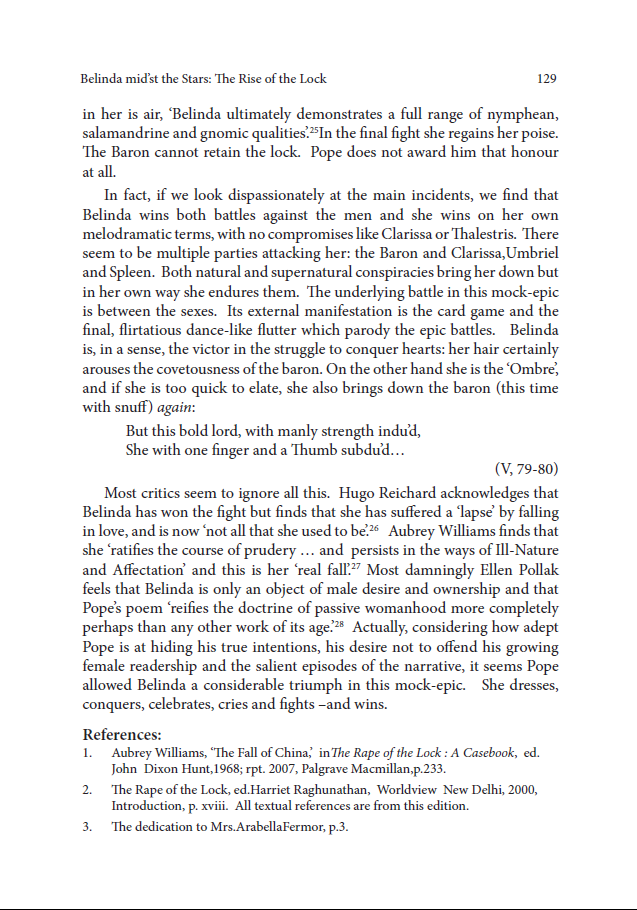 Belinda mid'st the Stars: The Rise of the Lock 129
in her is air, 'Belinda ultimately demonstrates a full range of nymphean,
salamandrine and gnomic qualities'.25In the final fight she regains her poise.
The Baron cannot retain the lock. Pope does not award him that honour
at all.
In fact, if we look dispassionately at the main incidents, we find that
Belinda wins both battles against the men and she wins on her own
melodramatic terms, with no compromises like Clarissa or Thalestris. There
seem to be multiple parties attacking her: the Baron and Clarissa,Umbriel
and Spleen. Both natural and supernatural conspiracies bring her down but
in her own way she endures them. The underlying battle in this mock-epic
is between the sexes. Its external manifestation is the card game and the
final, flirtatious dance-like flutter which parody the epic battles. Belinda
is, in a sense, the victor in the struggle to conquer hearts: her hair certainly
arouses the covetousness of the baron. On the other hand she is the 'Ombre',
and if she is too quick to elate, she also brings down the baron (this time
with snuff) again:
But this bold lord, with manly strength indu'd,
She with one finger and a Thumb subdu'd…
(V, 79-80)
Most critics seem to ignore all this. Hugo Reichard acknowledges that
Belinda has won the fight but finds that she has suffered a 'lapse' by falling
in love, and is now 'not all that she used to be'.26 Aubrey Williams finds that
she 'ratifies the course of prudery … and persists in the ways of Ill-Nature
and Affectation' and this is her 'real fall'.27 Most damningly Ellen Pollak
feels that Belinda is only an object of male desire and ownership and that
Pope's poem 'reifies the doctrine of passive womanhood more completely
perhaps than any other work of its age.'28 Actually, considering how adept
Pope is at hiding his true intentions, his desire not to offend his growing
female readership and the salient episodes of the narrative, it seems Pope
allowed Belinda a considerable triumph in this mock-epic. She dresses,
conquers, celebrates, cries and fights –and wins.
References:
1. Aubrey Williams, 'The Fall of China,' inThe Rape of the Lock : A Casebook, ed.
John Dixon Hunt,1968; rpt. 2007, Palgrave Macmillan,p.233.
2. The Rape of the Lock, ed.Harriet Raghunathan, Worldview New Delhi, 2000,
Introduction, p. xviii. All textual references are from this edition.
3. The dedication to Mrs.ArabellaFermor, p.3.